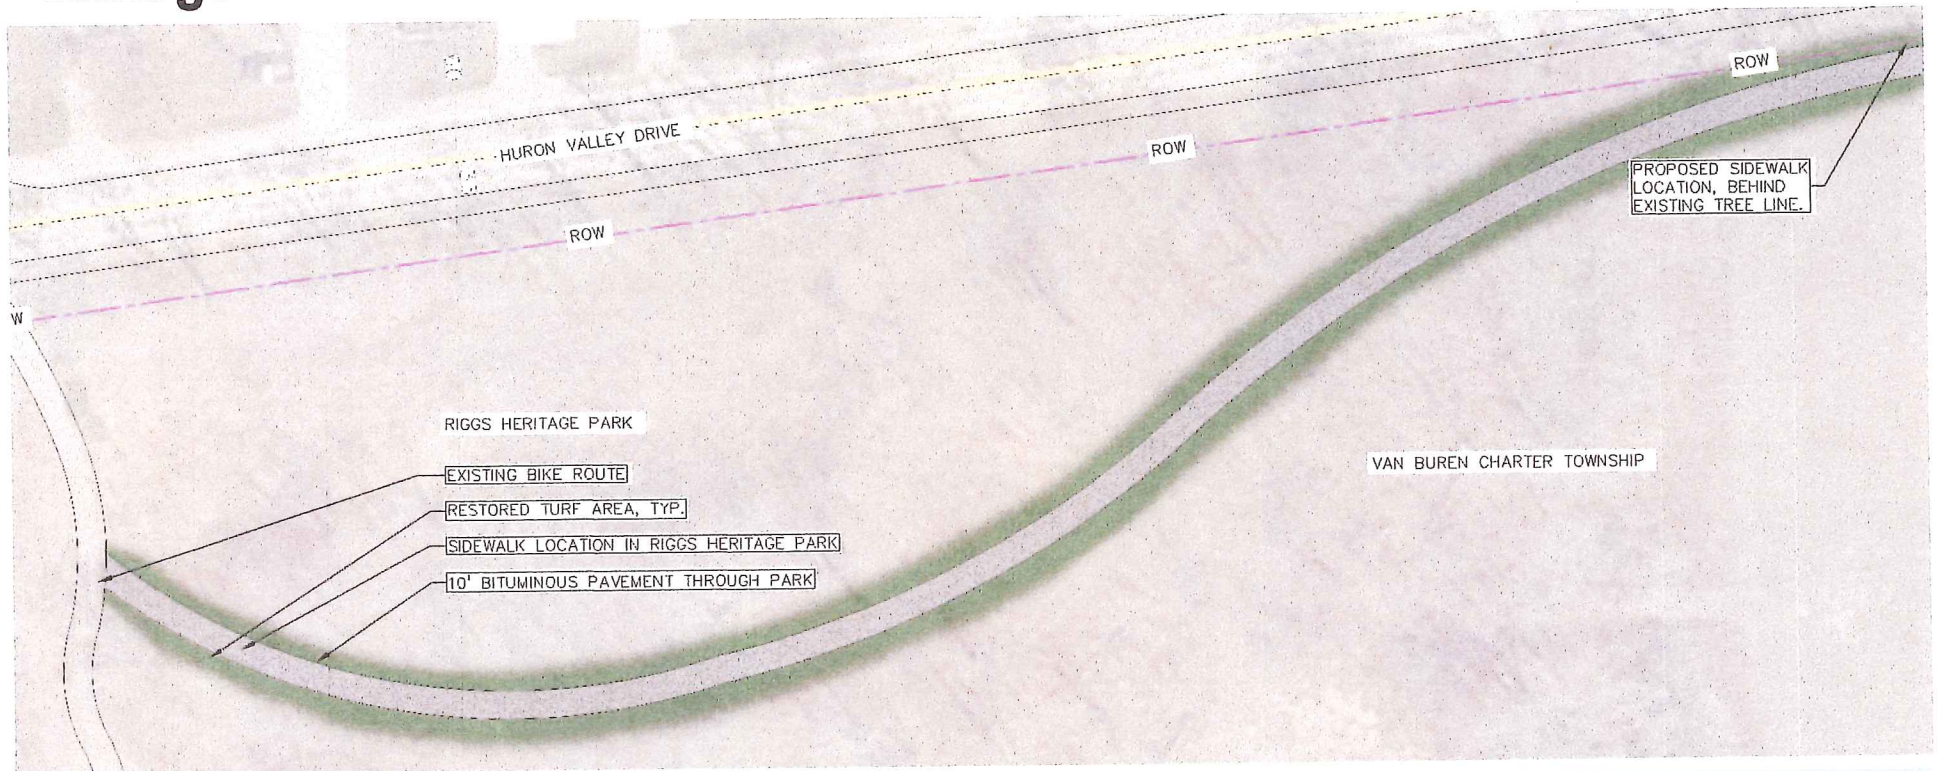 ROW
HURON VALLEY DRIVE
ROW
PROPOSED SIDEWALK
LOCATION, BEHIND
EXISTING TREE LINE.
ROW
W
RIGGS HERITAGE PARK
EXISTING BIKE ROUTE
VAN BUREN CHARTER TOWNSHIP
RESTORED TURF AREA, TYP.
SIDEWALK LOCATION IN RIGGS HERITAGE PARK
10' BITUMINOUS PAVEMENT THROUGH PARK